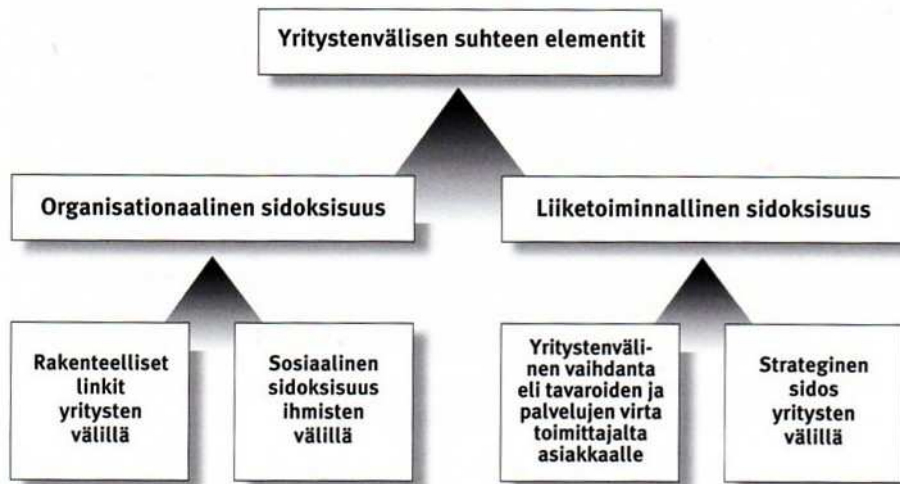 Yritystenvälisen suhteen elementit
Organisationaalinen sidoksisuus
Liiketoiminnallinen sidoksisuus
Rakenteelliset
linkit
yritysten
välillä
Sosiaalinen
sidoksisuus
ihmisten
välillä
Yritystenväli-
nen vaihdanta
eli tavaroiden ja
palvelujen virta
toimittajalta
asiakkaalle
Strateginen
sidos
yritysten
välillä